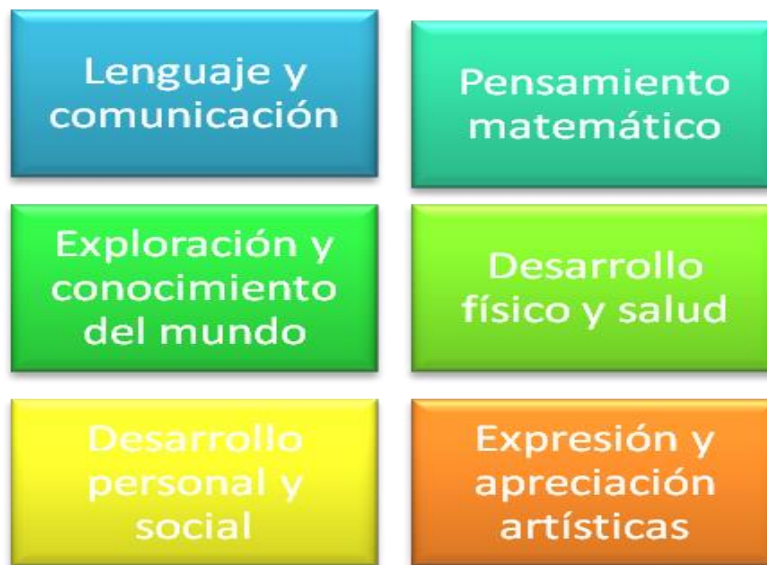 Lenguaje y
comunicación
Pensamiento
matemático
Exploración y
conocimiento
del mundo
Desarrollo
físico y salud
Desarrollo
personal y
social
Expresión y
apreciación
artísticas